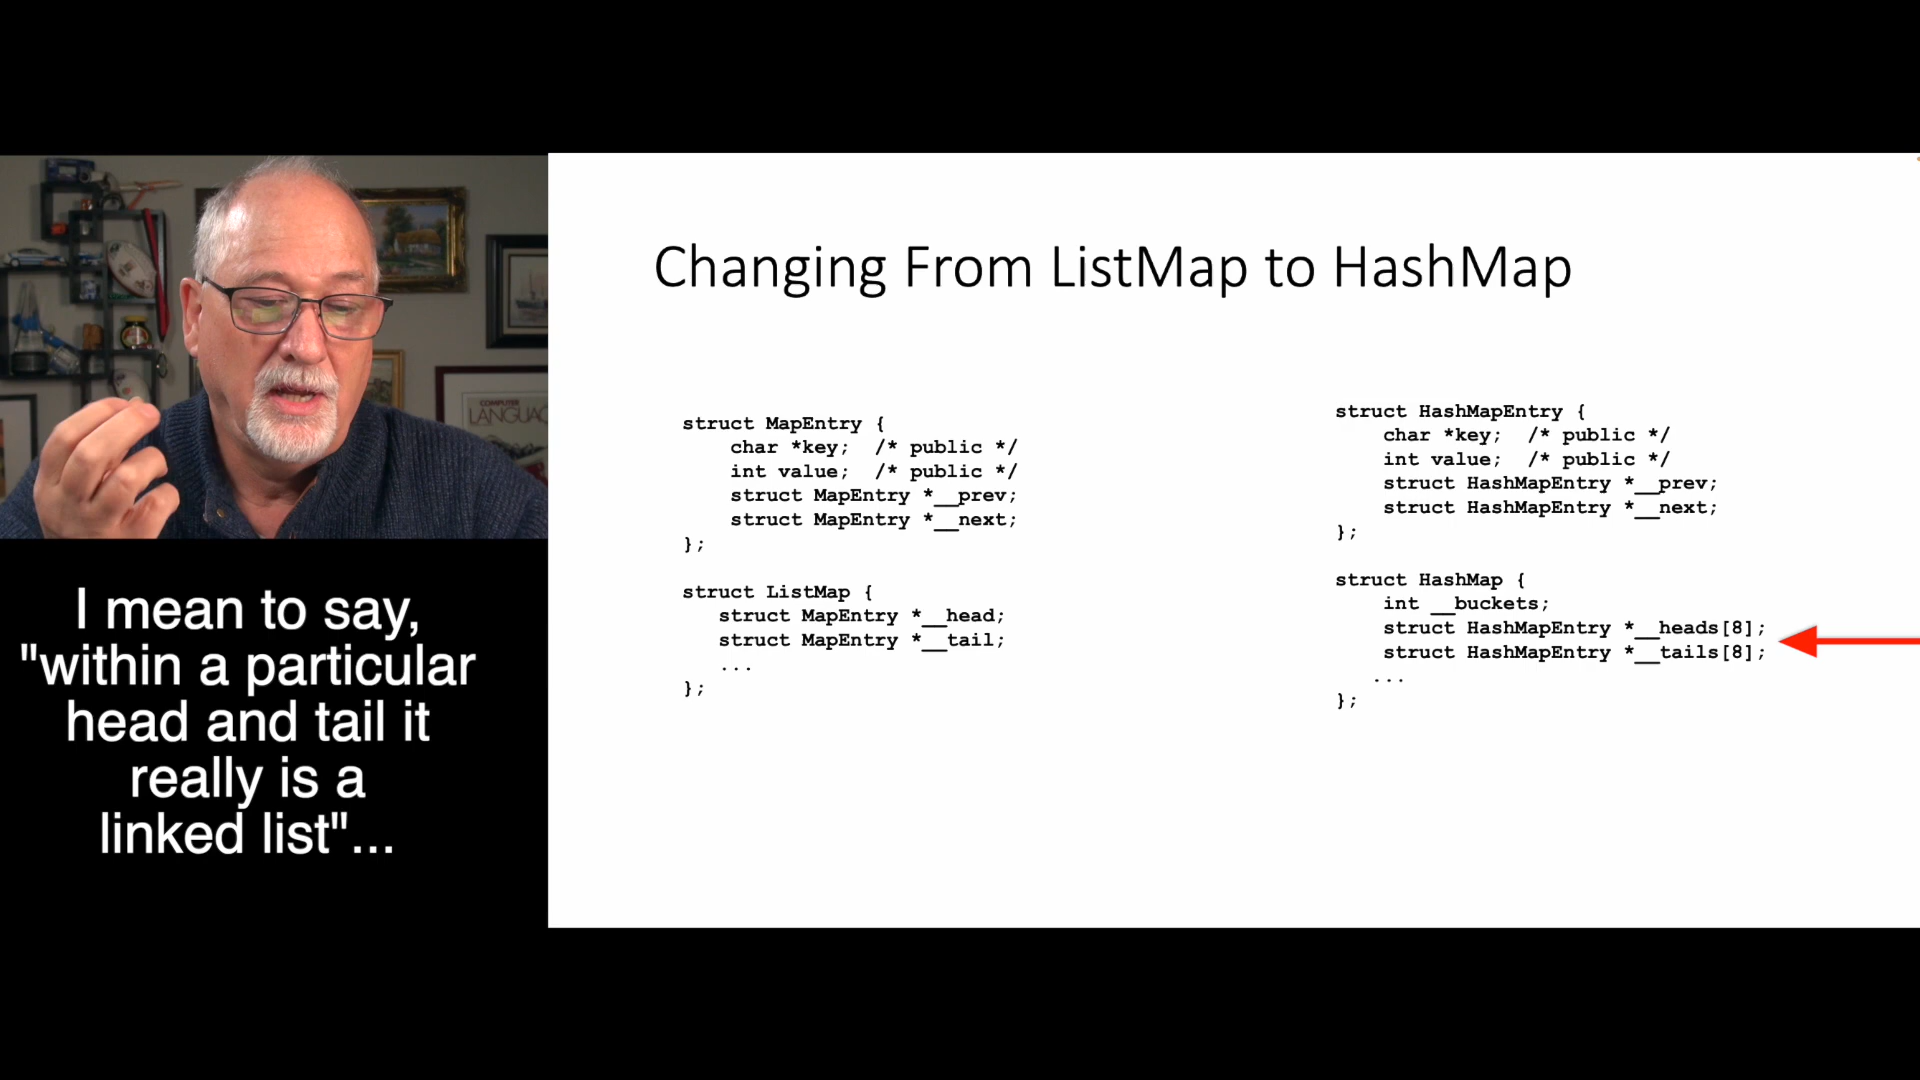 COMPUTER
LANGUAG
I mean to say,
"within a particular
head and tail it
really is a
linked list"...
Changing From ListMap to HashMap
struct MapEntry {
    char *key;  /* public */
    int value;  /* public */
    struct MapEntry *__prev;
    struct MapEntry *__next;
};
struct ListMap {
   struct MapEntry *__head;
   struct MapEntry *__tail;
   ...
};
struct HashMapEntry {
    char *key;  /* public */
    int value;  /* public */
    struct HashMapEntry *__prev;
    struct HashMapEntry *__next;
};
struct HashMap {
    int __buckets;
    struct HashMapEntry *__heads[8];
    struct HashMapEntry *__tails[8];
   ...
};